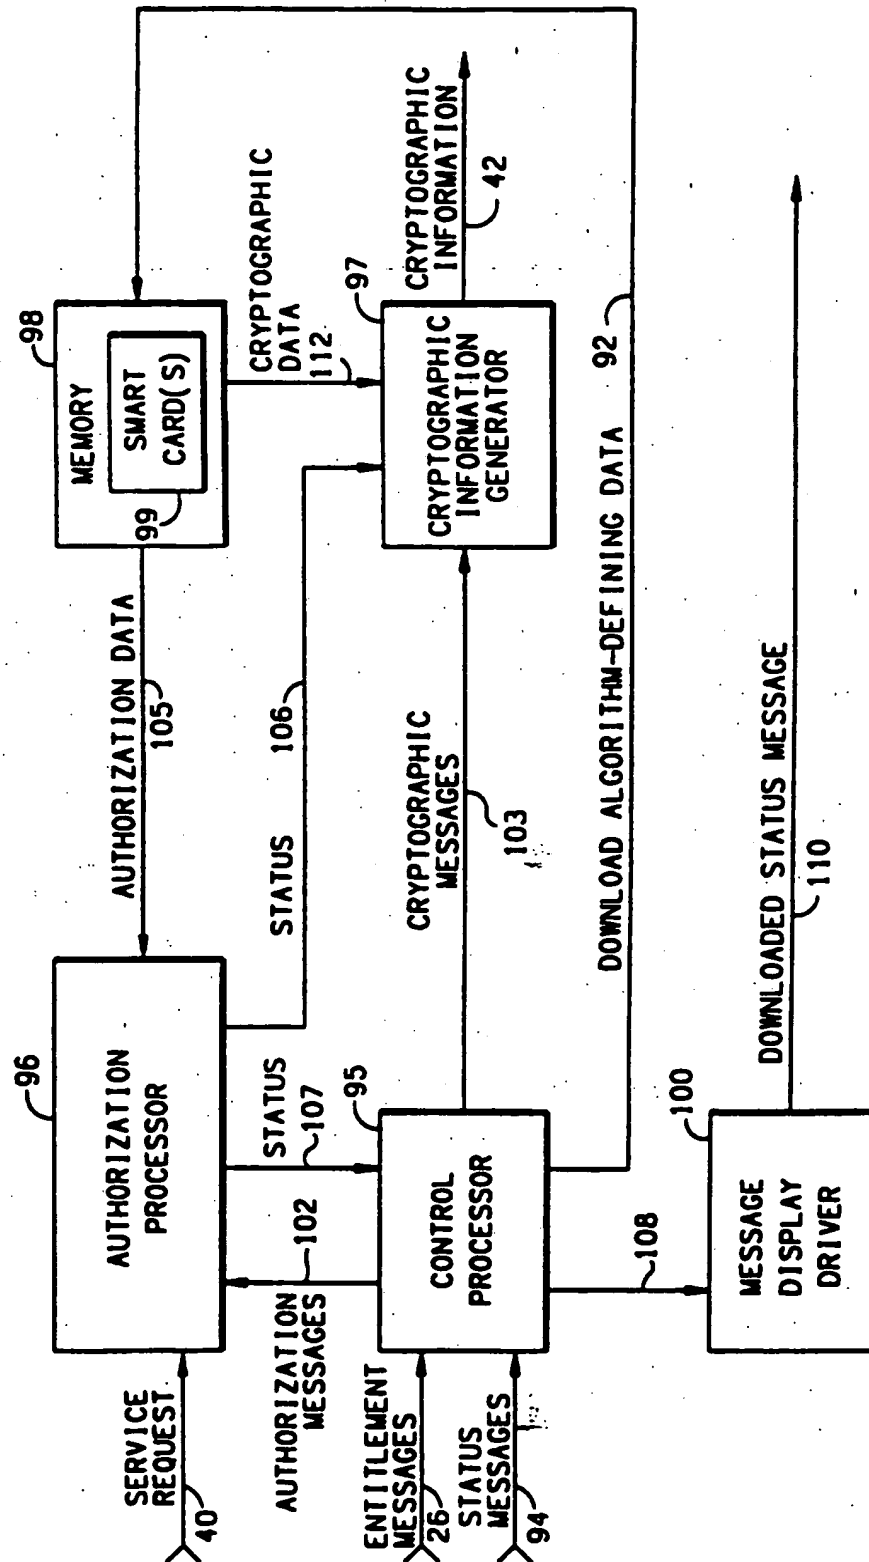 SERVICE
REQUEST
40
96
AUTHORIZATION
PROCESSOR
AUTHORIZATION DATA
105
98
MEMORY
SMART
CARD(S)
99
AUTHORIZATION
MESSAGES
102
STATUS
107
STATUS
106
CRYPTOGRAPHIC
DATA
112
ENTITLEMENT
MESSAGES
26
STATUS
MESSAGES
94
95
CONTROL
PROCESSOR
CRYPTOGRAPHIC
MESSAGES
103
97
CRYPTOGRAPHIC
INFORMATION
GENERATOR
CRYPTOGRAPHIC
INFORMATION
42
DOWNLOAD ALGORITHM-DEFINING DATA
92
108
100
MESSAGE
DISPLAY
DRIVER
DOWNLOADED STATUS MESSAGE
110